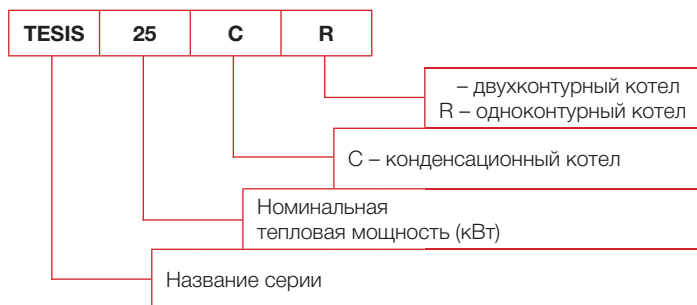 TESIS 25 C R
– двухконтурный котел
R – одноконтурный котел
C – конденсационный котел
Номинальная
тепловая мощность (кВт)
Название серии